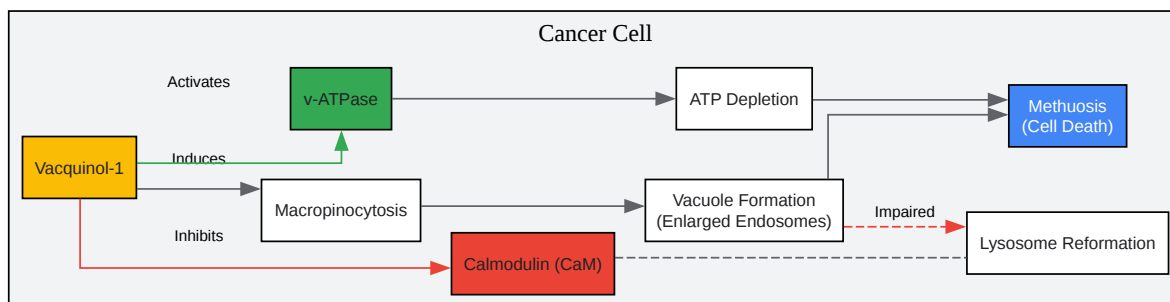 Cancer Cell
Activates
v-ATPase
ATP Depletion
Methuosis
(Cell Death)
Vacquinol-1
Induces
Macropinocytosis
Vacuole Formation
(Enlarged Endosomes)
Impaired
Lysosome Reformation
Inhibits
Calmodulin (CaM)